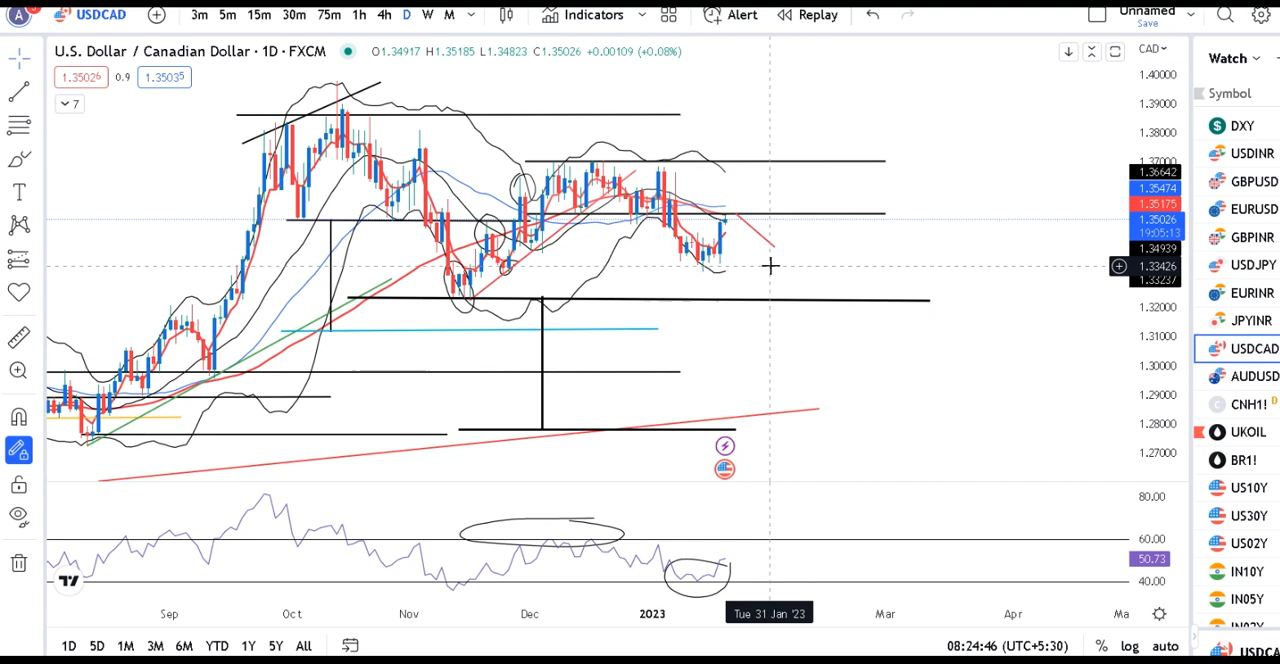 A
11
USDCAD
3m 5m 15m 30m 75m 1h 4h D W M
Indicators
Alert
Replay
Unnamed
Save
U.S. Dollar / Canadian Dollar · 1D · FXCM
O1.34917 H1.35185 L1.34823 C1.35026 +0.00109 (+0.08%)
1.35026 0.9 1.35035
7
CAD
1.40000
1.39000
1.38000
1.37000
1.36642
1.35474
1.35175
1.35026
19:05:13
1.34939
1.33426
1.33237
1.32000
1.31000
1.30000
1.29000
1.28000
1.27000
80.00
60.00
50.73
40.00
Sep Oct Nov Dec 2023 Tue 31 Jan '23 Mar Apr Ma
1D 5D 1M 3M 6M YTD 1Y 5Y All
08:24:46 (UTC+5:30) % log auto
Watch
Symbol
DXY
USDINR
GBPUSD
EURUSD
GBPINR
USDJPY
EURINR
JPYINR
USDCAD
AUDUSD
CNH1! D
UKOIL
BR1!
US10Y
US30Y
US02Y
IN10Y
IN05Y
USDCA